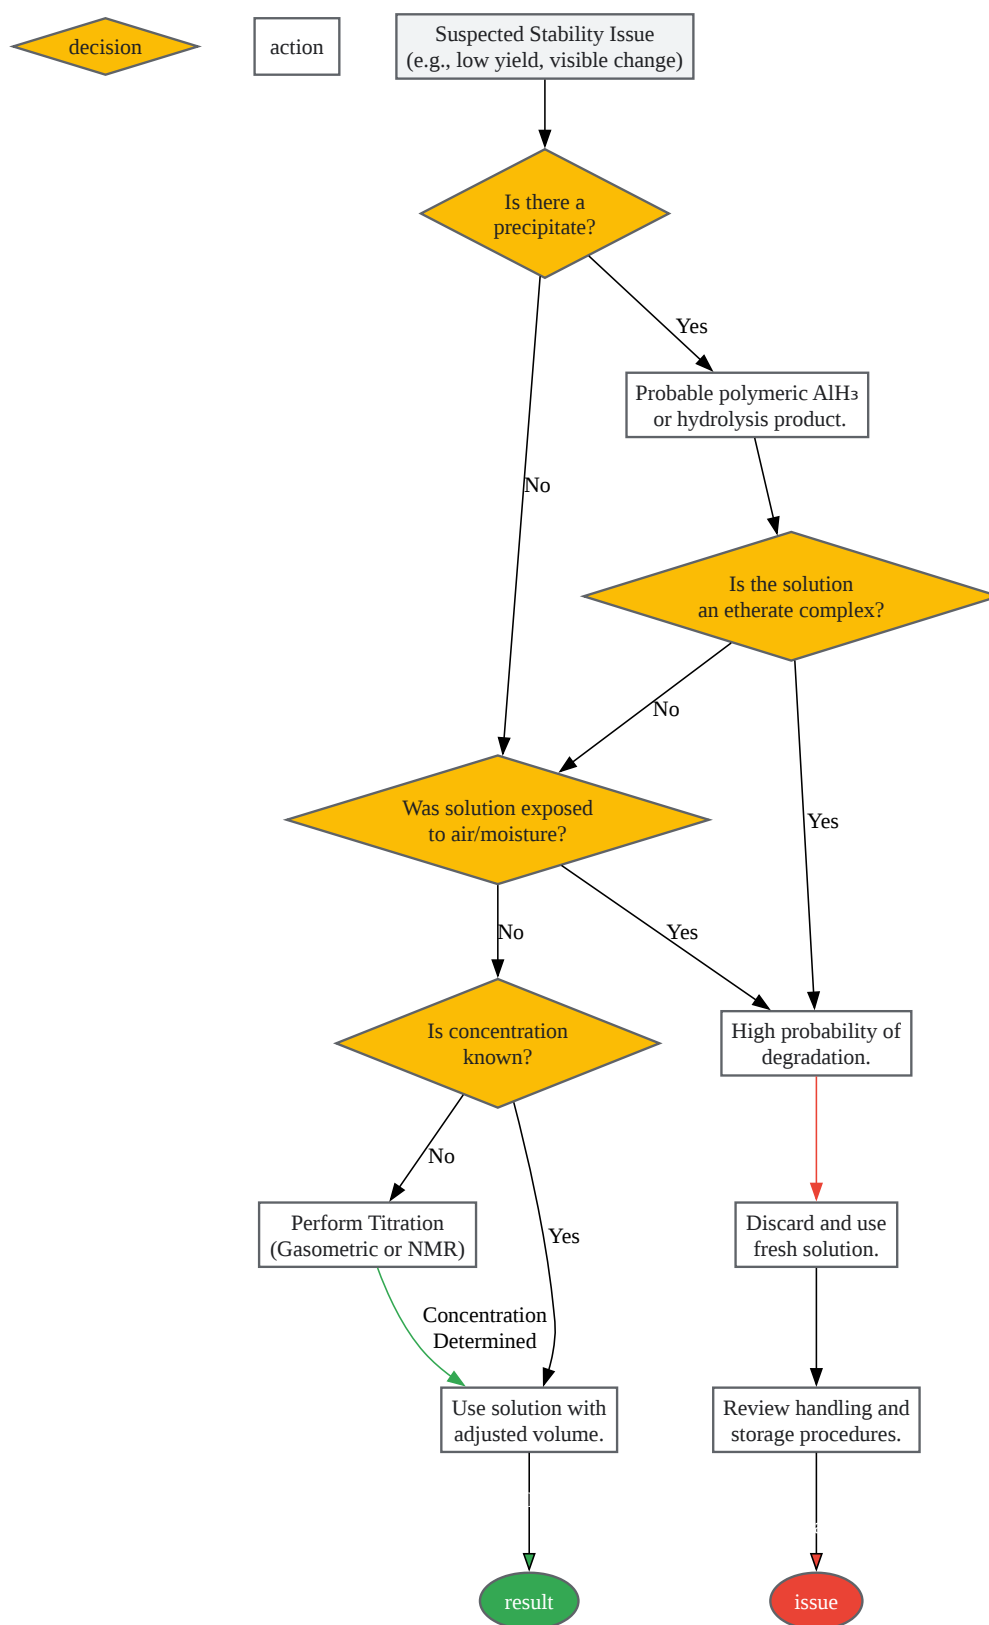 decision
action
Suspected Stability Issue
(e.g., low yield, visible change)
Is there a
precipitate?
Yes
Probable polymeric AlH₃
or hydrolysis product.
No
Is the solution
an etherate complex?
No
Was solution exposed
to air/moisture?
Yes
No
Yes
Is concentration
known?
High probability of
degradation.
No
Perform Titration
(Gasometric or NMR)
Yes
Discard and use
fresh solution.
Concentration
Determined
Use solution with
adjusted volume.
Review handling and
storage procedures.
result
issue